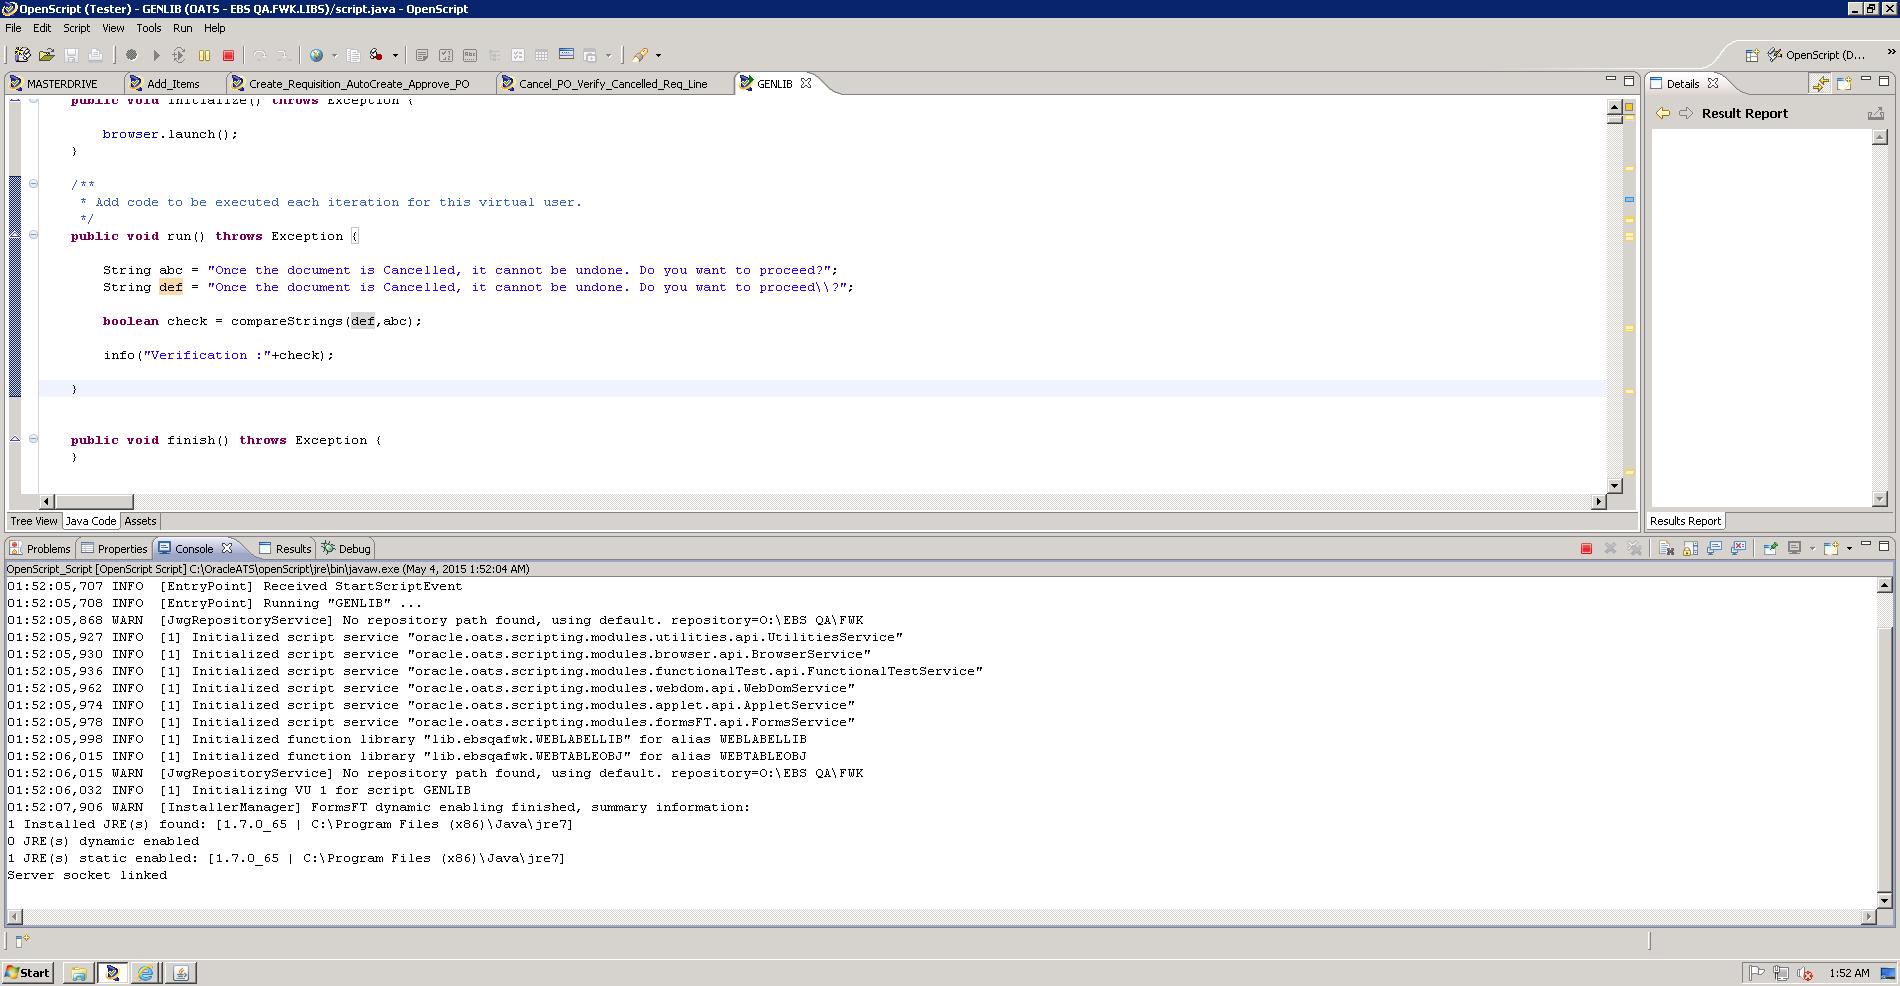 OpenScript (Tester) - GENLIB (OATS - EBS QA.FWK.LIBS)/script.java - OpenScript
File Edit Script View Tools Run Help
OpenScript (D...
MASTERDRIVE Add_Items Create_Requisition_AutoCreate_Approve_PO Cancel_PO_Verify_Cancelled_Req_Line GENLIB
public void initialize() throws Exception {
browser.launch();
}
/**
* Add code to be executed each iteration for this virtual user.
*/
public void run() throws Exception {
String abc = "Once the document is Cancelled, it cannot be undone. Do you want to proceed?";
String def = "Once the document is Cancelled, it cannot be undone. Do you want to proceed\\?";
boolean check = compareStrings(def,abc);
info("Verification :"+check);
}
public void finish() throws Exception {
}
Tree View Java Code Assets
Details
Result Report
Results Report
Problems Properties Console Results Debug
OpenScript_Script [OpenScript Script] C:\OracleATS\openScript\jre\bin\javaw.exe (May 4, 2015 1:52:04 AM)
01:52:05,707 INFO [EntryPoint] Received StartScriptEvent
01:52:05,708 INFO [EntryPoint] Running "GENLIB" ...
01:52:05,868 WARN [JwgRepositoryService] No repository path found, using default. repository=O:\EBS QA\FWK
01:52:05,927 INFO [1] Initialized script service "oracle.oats.scripting.modules.utilities.api.UtilitiesService"
01:52:05,930 INFO [1] Initialized script service "oracle.oats.scripting.modules.browser.api.BrowserService"
01:52:05,936 INFO [1] Initialized script service "oracle.oats.scripting.modules.functionalTest.api.FunctionalTestService"
01:52:05,962 INFO [1] Initialized script service "oracle.oats.scripting.modules.webdom.api.WebDomService"
01:52:05,974 INFO [1] Initialized script service "oracle.oats.scripting.modules.applet.api.AppletService"
01:52:05,978 INFO [1] Initialized script service "oracle.oats.scripting.modules.formsFT.api.FormsService"
01:52:05,998 INFO [1] Initialized function library "lib.ebsqafwk.WEBLABELLIB" for alias WEBLABELLIB
01:52:06,015 INFO [1] Initialized function library "lib.ebsqafwk.WEBTABLEOBJ" for alias WEBTABLEOBJ
01:52:06,015 WARN [JwgRepositoryService] No repository path found, using default. repository=O:\EBS QA\FWK
01:52:06,032 INFO [1] Initializing VU 1 for script GENLIB
01:52:07,906 WARN [InstallerManager] FormsFT dynamic enabling finished, summary information:
1 Installed JRE(s) found: [1.7.0_65 | C:\Program Files (x86)\Java\jre7]
0 JRE(s) dynamic enabled
1 JRE(s) static enabled: [1.7.0_65 | C:\Program Files (x86)\Java\jre7]
Server socket linked
Start
1:52 AM